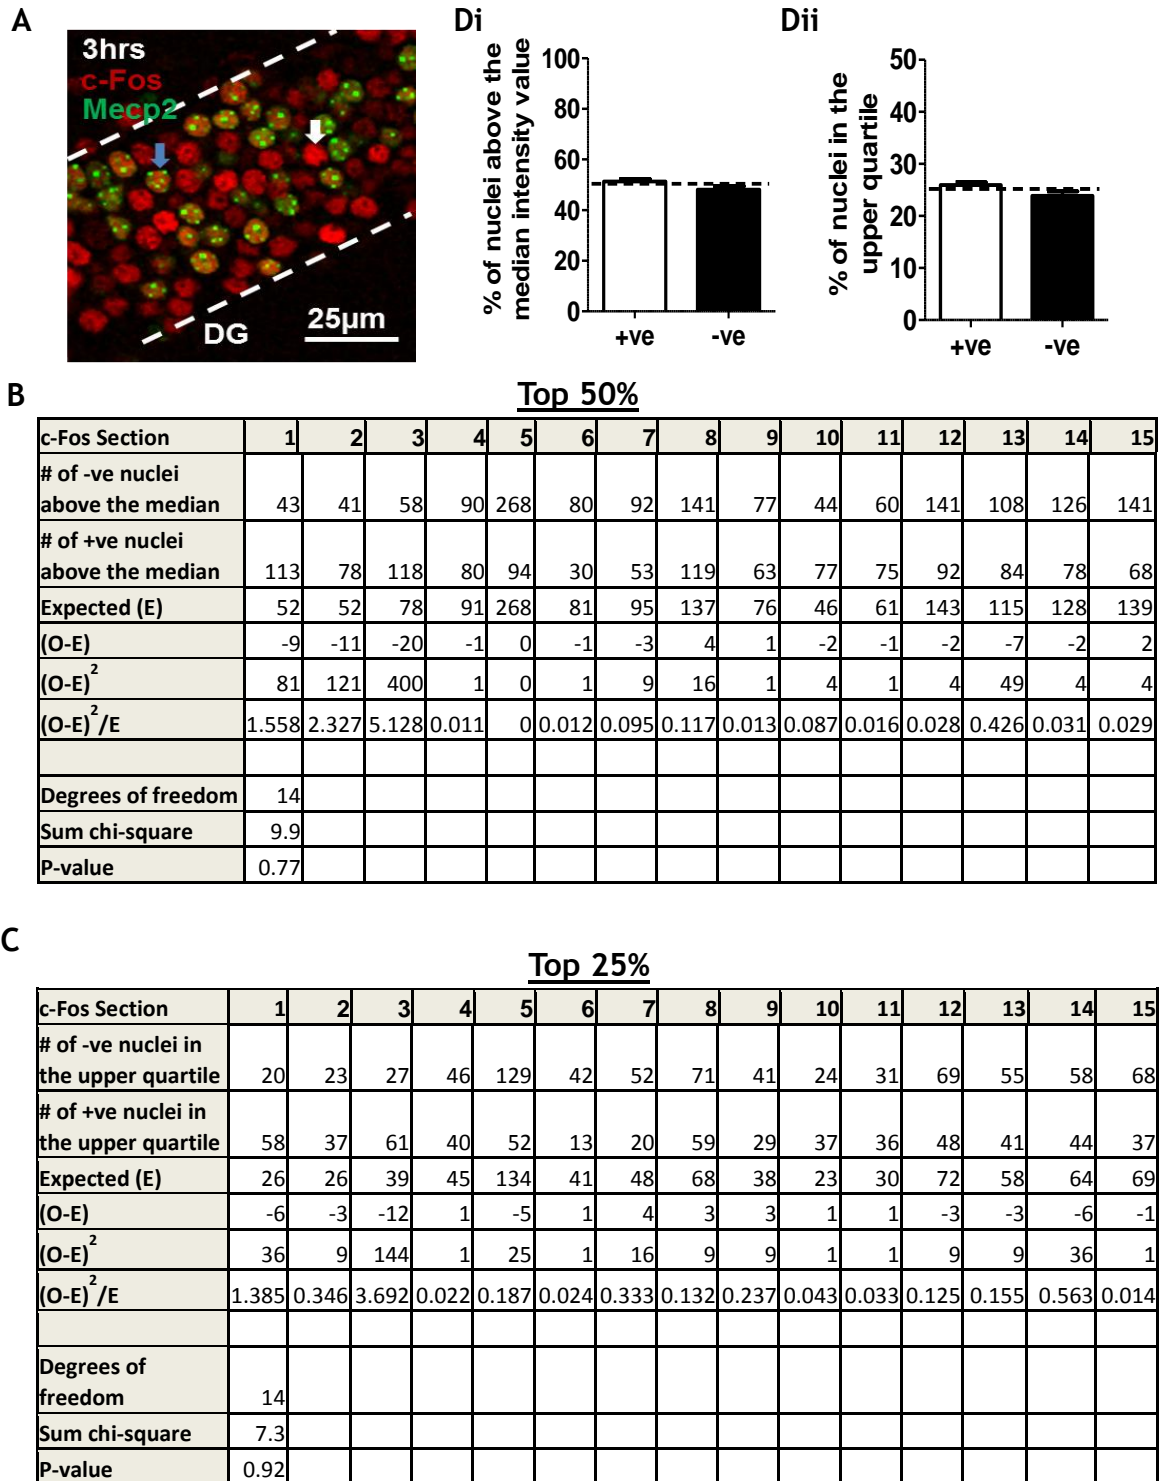 A
3hrs
c-Fos
Mecp2
DG
25µm
Di
% of nuclei above the
median intensity value
100
80
60
40
20
0
+ve -ve
Dii
% of nuclei in the
upper quartile
50
40
30
20
10
0
+ve -ve
B
Top 50%
c-Fos Section 1 2 3 4 5 6 7 8 9 10 11 12 13 14 15
# of -ve nuclei
above the median 43 41 58 90 268 80 92 141 77 44 60 141 108 126 141
# of +ve nuclei
above the median 113 78 118 80 94 30 53 119 63 77 75 92 84 78 68
Expected (E) 52 52 78 91 268 81 95 137 76 46 61 143 115 128 139
(O-E) -9 -11 -20 -1 0 -1 -3 4 1 -2 -1 -2 -7 -2 2
(O-E)² 81 121 400 1 0 1 9 16 1 4 1 4 49 4 4
(O-E)²/E 1.558 2.327 5.128 0.011 0 0.012 0.095 0.117 0.013 0.087 0.016 0.028 0.426 0.031 0.029
Degrees of freedom 14
Sum chi-square 9.9
P-value 0.77
C
Top 25%
c-Fos Section 1 2 3 4 5 6 7 8 9 10 11 12 13 14 15
# of -ve nuclei in
the upper quartile 20 23 27 46 129 42 52 71 41 24 31 69 55 58 68
# of +ve nuclei in
the upper quartile 58 37 61 40 52 13 20 59 29 37 36 48 41 44 37
Expected (E) 26 26 39 45 134 41 48 68 38 23 30 72 58 64 69
(O-E) -6 -3 -12 1 -5 1 4 3 3 1 1 -3 -3 -6 -1
(O-E)² 36 9 144 1 25 1 16 9 9 1 1 9 9 36 1
(O-E)²/E 1.385 0.346 3.692 0.022 0.187 0.024 0.333 0.132 0.237 0.043 0.033 0.125 0.155 0.563 0.014
Degrees of
freedom 14
Sum chi-square 7.3
P-value 0.92